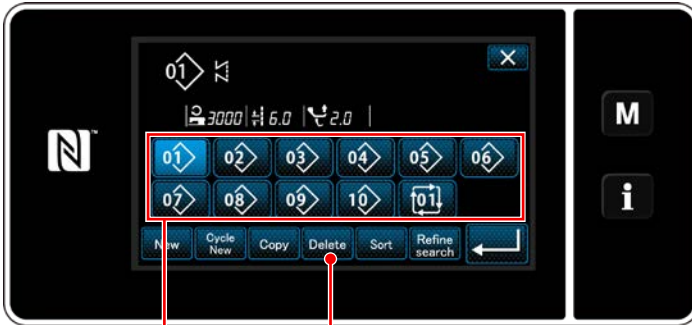 01
3000 6.0 2.0
M
N
01 02 03 04 05 06
07 08 09 10 01
i
New Cycle New Copy Delete Sort Refine search